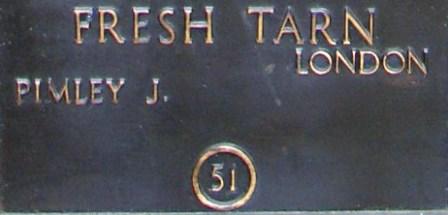 FRESH TARN
LONDON
PIMLEY J.
51